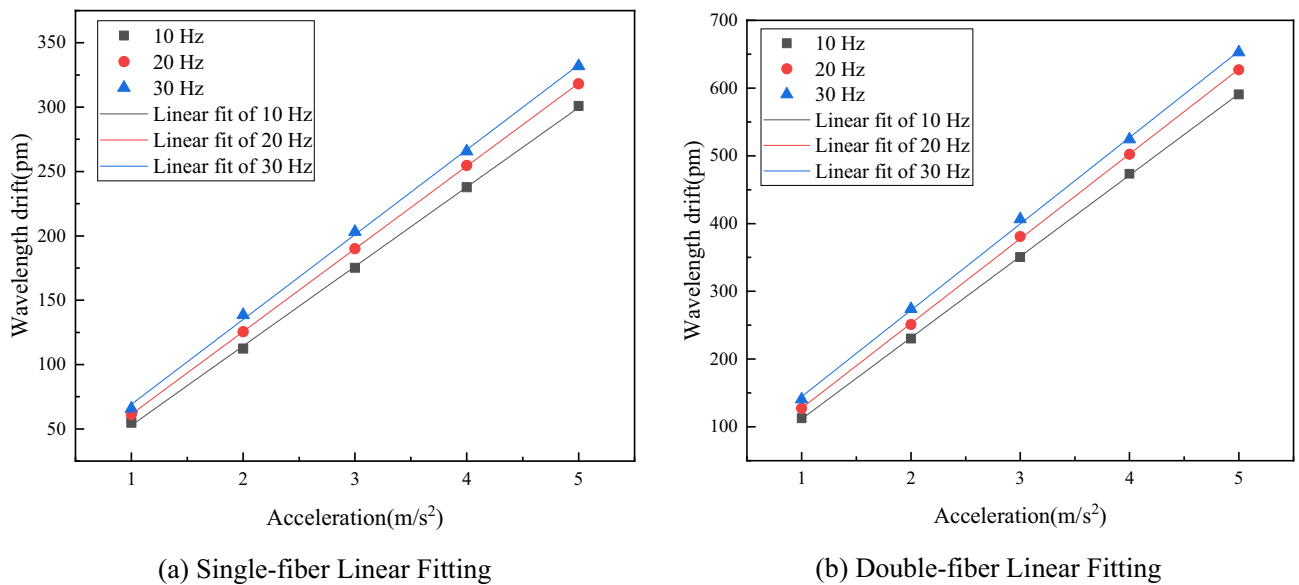 350
300
250
200
150
100
50
Wavelength drift(pm)
10 Hz
20 Hz
30 Hz
Linear fit of 10 Hz
Linear fit of 20 Hz
Linear fit of 30 Hz
1 2 3 4 5
Acceleration(m/s²)
(a) Single-fiber Linear Fitting
700
600
500
400
300
200
100
Wavelength drift(pm)
10 Hz
20 Hz
30 Hz
Linear fit of 10 Hz
Linear fit of 20 Hz
Linear fit of 30 Hz
1 2 3 4 5
Acceleration(m/s²)
(b) Double-fiber Linear Fitting